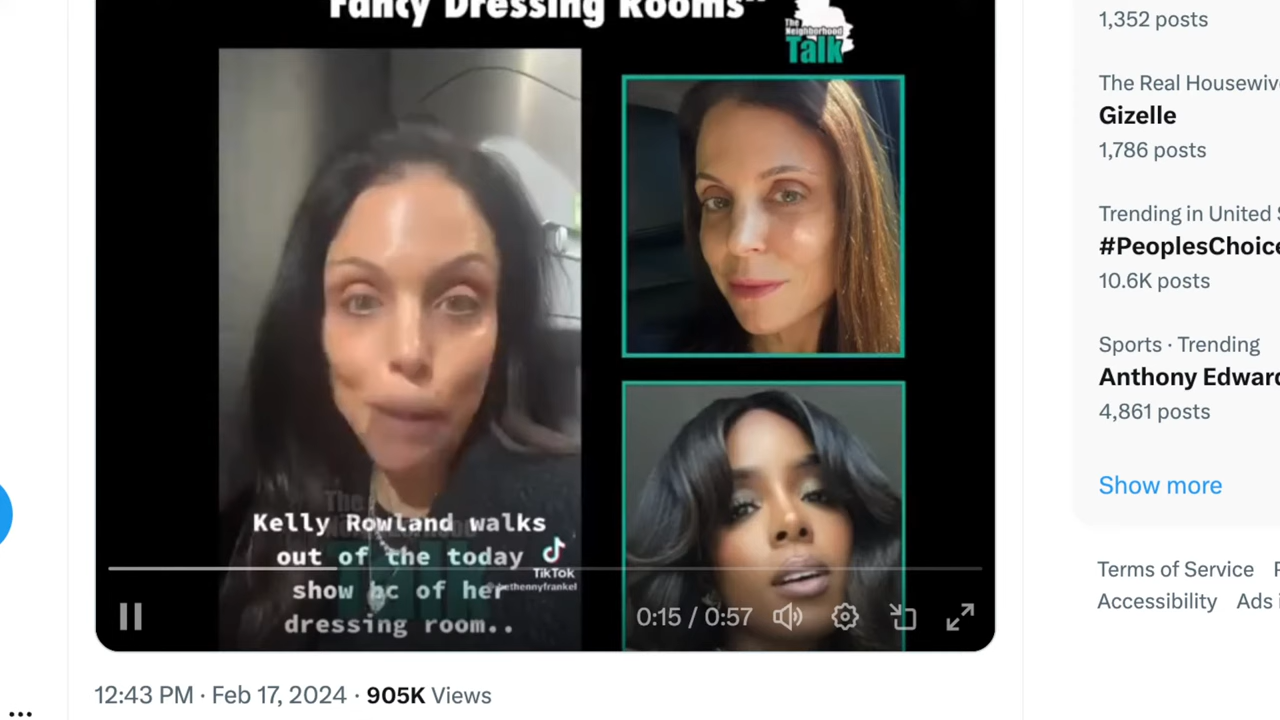 Fancy Dressing Rooms"
The
Neighborhood
Talk
Kelly Rowland walks
out of the today
show bc of her
dressing room..
TikTok
@bethennyfrankel
0:15 / 0:57
12:43 PM · Feb 17, 2024 · 905K Views
1,352 posts
The Real Housewiv
Gizelle
1,786 posts
Trending in United S
#PeoplesChoice
10.6K posts
Sports · Trending
Anthony Edward
4,861 posts
Show more
Terms of Service P
Accessibility Ads i